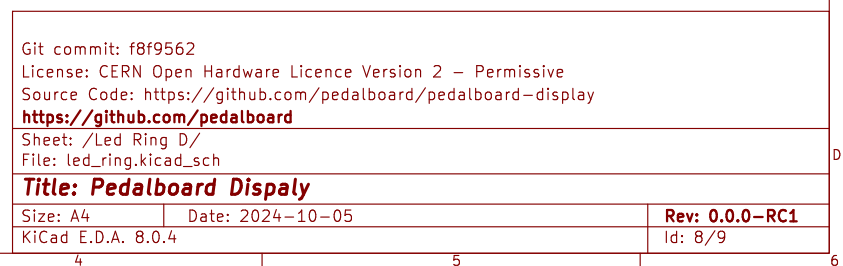 Git commit: f8f9562
License: CERN Open Hardware Licence Version 2 – Permissive
Source Code: https://github.com/pedalboard/pedalboard–display
https://github.com/pedalboard
Sheet: /Led Ring D/
File: led_ring.kicad_sch
D
Title: Pedalboard Dispaly
Size: A4 Date: 2024–10–05 Rev: 0.0.0–RC1
KiCad E.D.A. 8.0.4 Id: 8/9
4 5 6